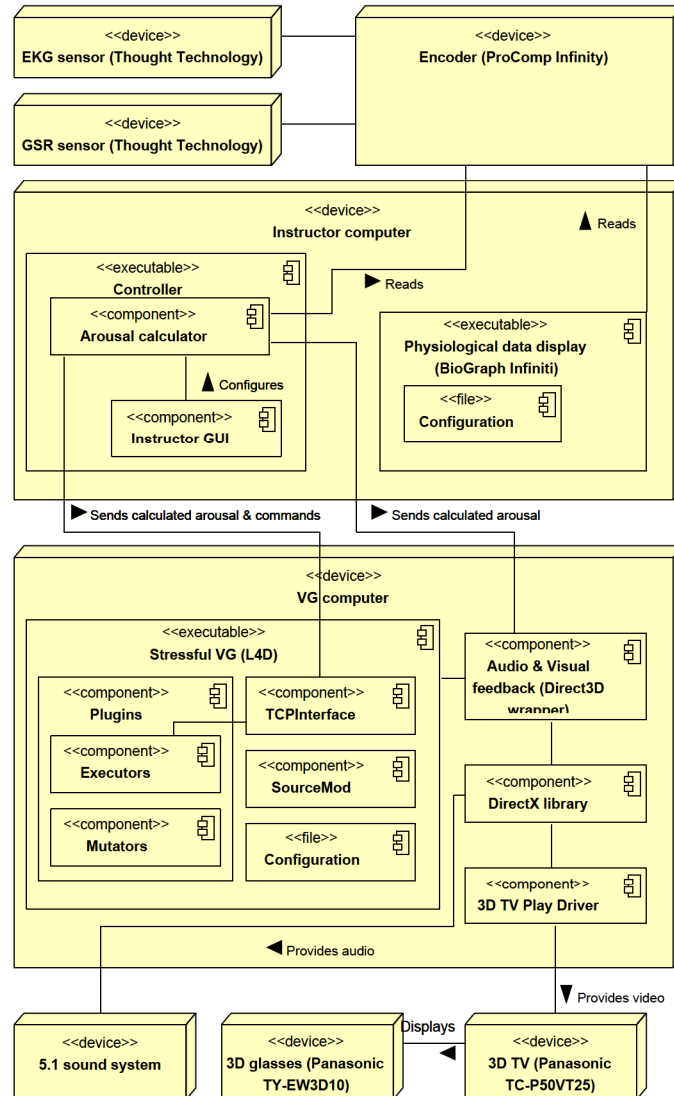 <<device>>
EKG sensor (Thought Technology)
<<device>>
Encoder (ProComp Infinity)
<<device>>
GSR sensor (Thought Technology)
<<device>>
Instructor computer
Reads
<<executable>>
Controller
Reads
<<component>>
Arousal calculator
<<executable>>
Physiological data display
(BioGraph Infiniti)
Configures
<<file>>
Configuration
<<component>>
Instructor GUI
Sends calculated arousal & commands
Sends calculated arousal
<<device>>
VG computer
<<executable>>
Stressful VG (L4D)
<<component>>
Audio & Visual
feedback (Direct3D
wrapper)
<<component>>
Plugins
<<component>>
TCPInterface
<<component>>
Executors
<<component>>
SourceMod
<<component>>
DirectX library
<<component>>
Mutators
<<file>>
Configuration
<<component>>
3D TV Play Driver
Provides audio
Provides video
Displays
<<device>>
5.1 sound system
<<device>>
3D glasses (Panasonic
TY-EW3D10)
<<device>>
3D TV (Panasonic
TC-P50VT25)